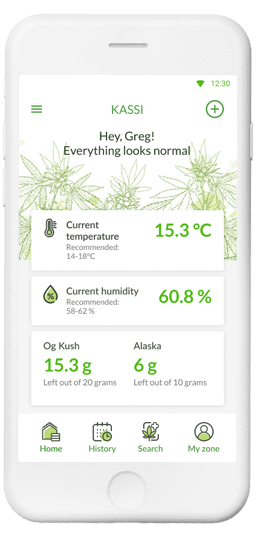 12:30
KASSI
Hey, Greg!
Everything looks normal
Current
temperature
Recommended:
14-18°C
15.3 °C
Current humidity
Recommended:
58-62 %
60.8 %
Og Kush
15.3 g
Left out of 20 grams
Alaska
6 g
Left out of 10 grams
Home
History
Search
My zone